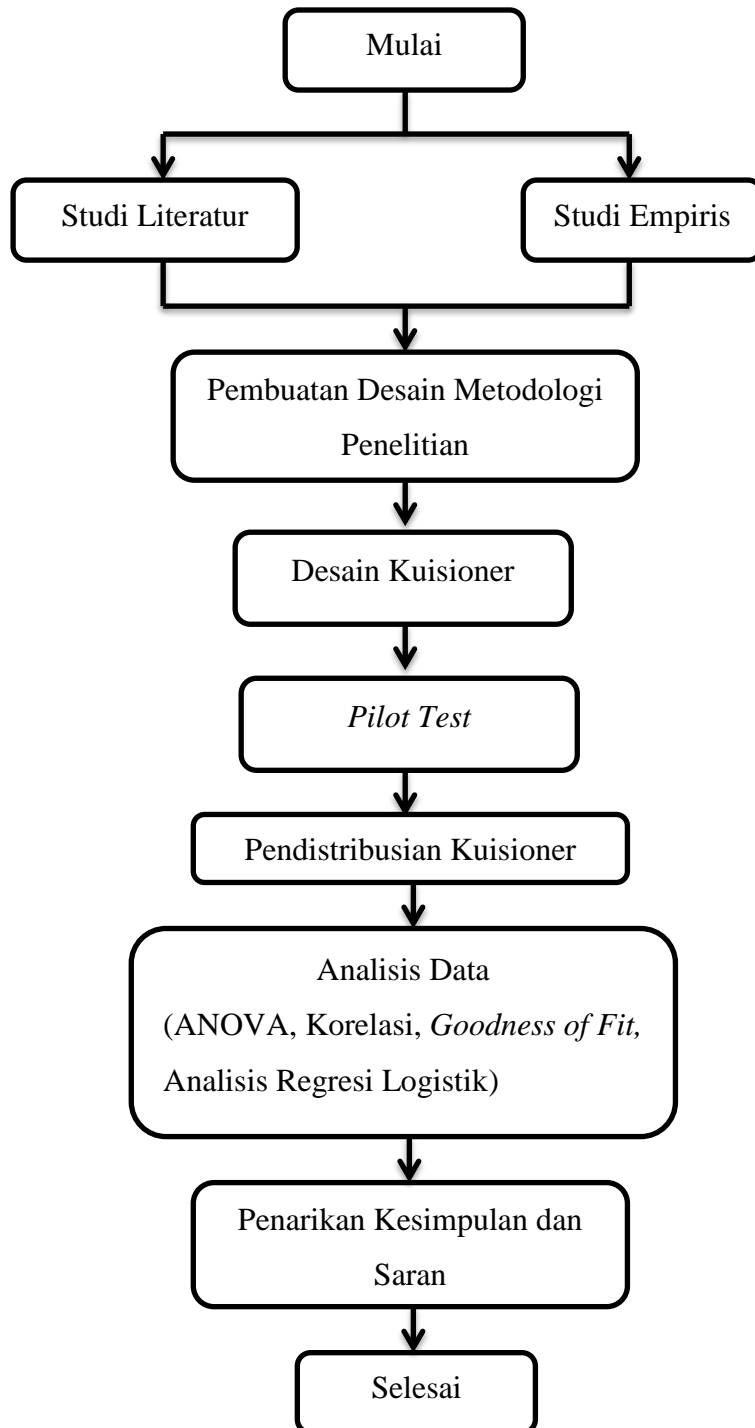 Mulai
Studi Literatur
Studi Empiris
Pembuatan Desain Metodologi
Penelitian
Desain Kuisioner
Pilot Test
Pendistribusian Kuisioner
Analisis Data
(ANOVA, Korelasi, Goodness of Fit,
Analisis Regresi Logistik)
Penarikan Kesimpulan dan
Saran
Selesai